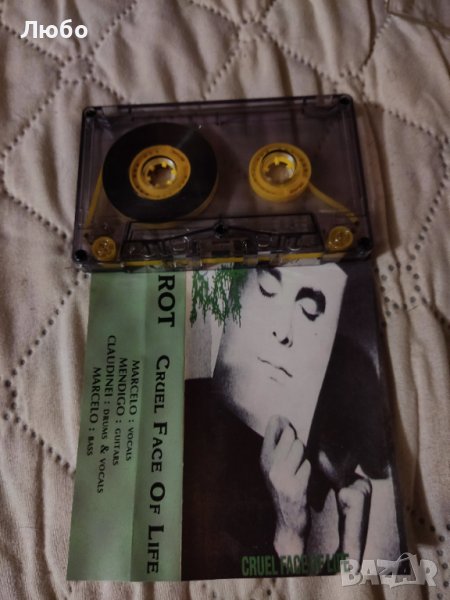 Любо
ROT Cruel Face Of Life
Marcelo : vocals
Mendigo : guitars
Claudinei : drums & vocals
Marcelo : bass
CRUEL FACE OF LIFE
BAZAR